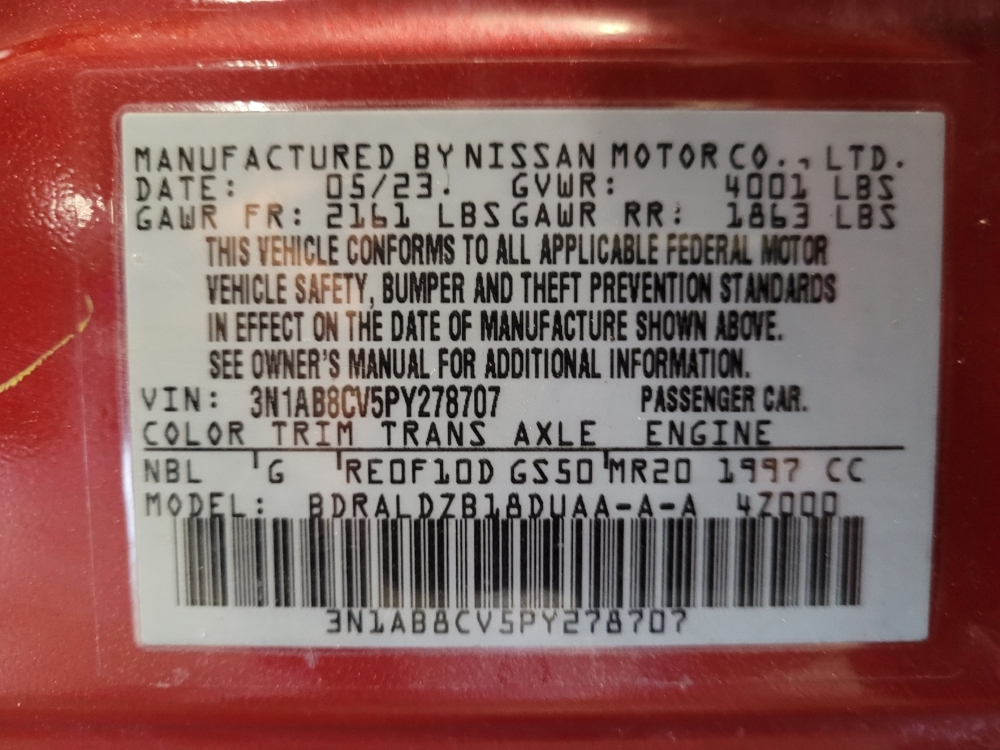 MANUFACTURED BY NISSAN MOTOR CO., LTD.
DATE: 05/23. GVWR: 4001 LBS
GAWR FR: 2161 LBS GAWR RR: 1863 LBS
THIS VEHICLE CONFORMS TO ALL APPLICABLE FEDERAL MOTOR
VEHICLE SAFETY, BUMPER AND THEFT PREVENTION STANDARDS
IN EFFECT ON THE DATE OF MANUFACTURE SHOWN ABOVE.
SEE OWNER'S MANUAL FOR ADDITIONAL INFORMATION.
VIN: 3N1AB8CV5PY278707 PASSENGER CAR.
COLOR TRIM TRANS AXLE ENGINE
NBL G RE0F10D GS50 MR20 1997 CC
MODEL: BDRALDZB18DUAA-A-A 4Z000
3N1AB8CV5PY278707